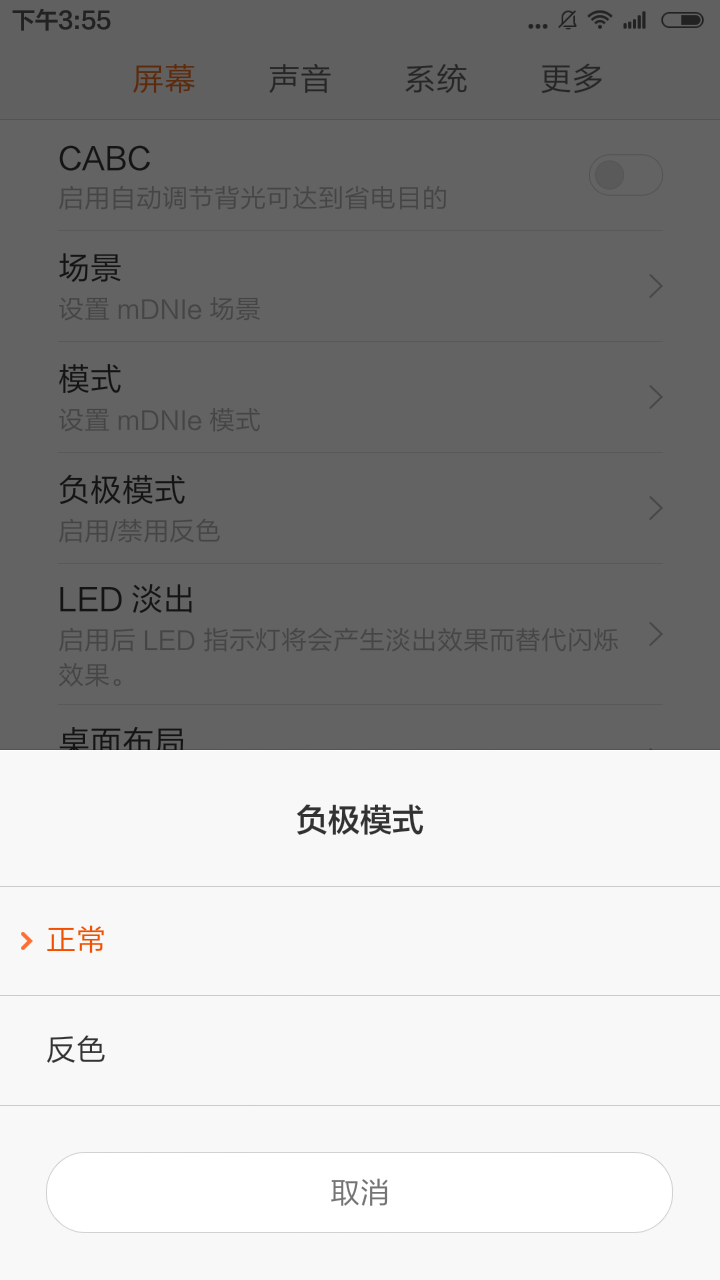 下午3:55
屏幕 声音 系统 更多
CABC
启用自动调节背光可达到省电目的
场景
设置 mDNIe 场景
模式
设置 mDNIe 模式
负极模式
启用/禁用反色
LED 淡出
启用后 LED 指示灯将会产生淡出效果而替代闪烁
效果。
桌面布局
负极模式
正常
反色
取消